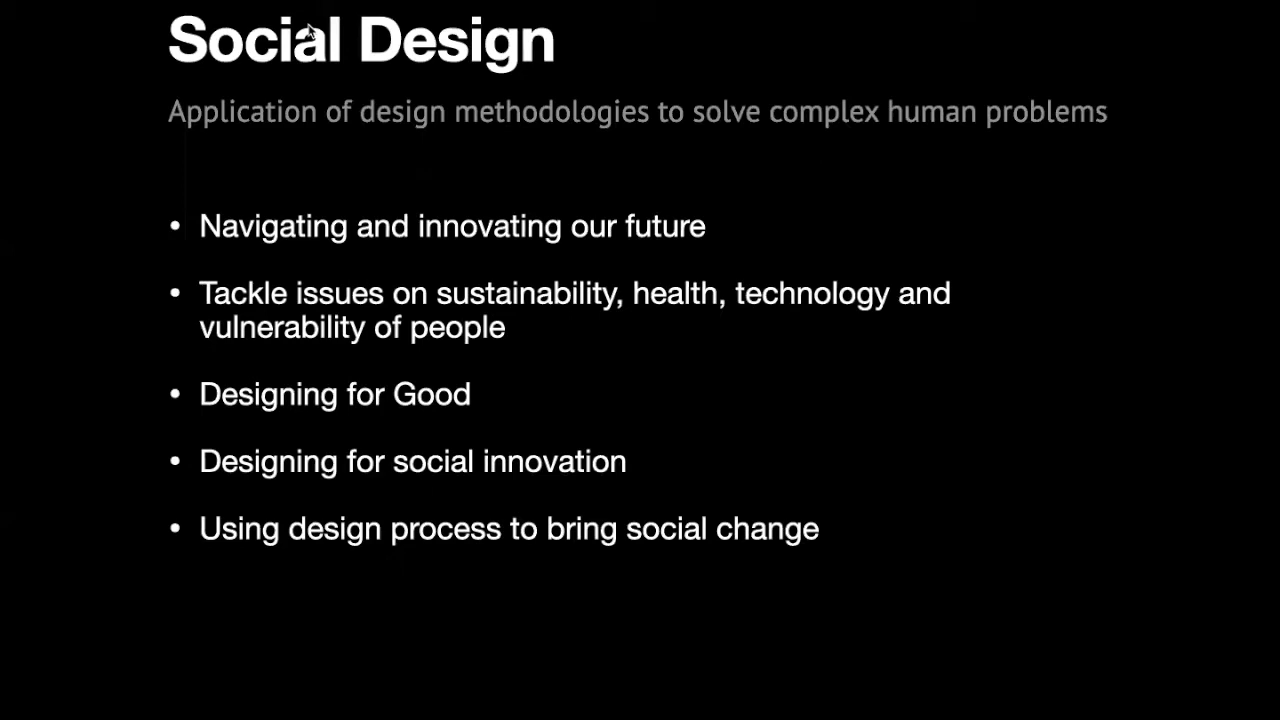 Social Design
Application of design methodologies to solve complex human problems
• Navigating and innovating our future
• Tackle issues on sustainability, health, technology and
vulnerability of people
• Designing for Good
• Designing for social innovation
• Using design process to bring social change